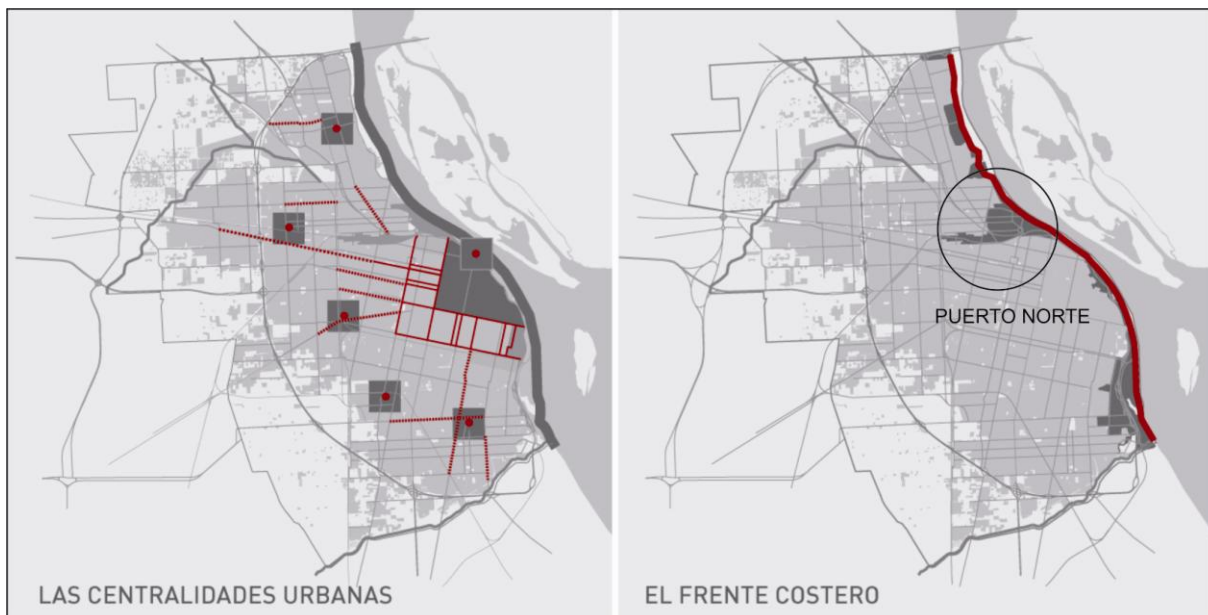 LAS CENTRALIDADES URBANAS
PUERTO NORTE
EL FRENTE COSTERO